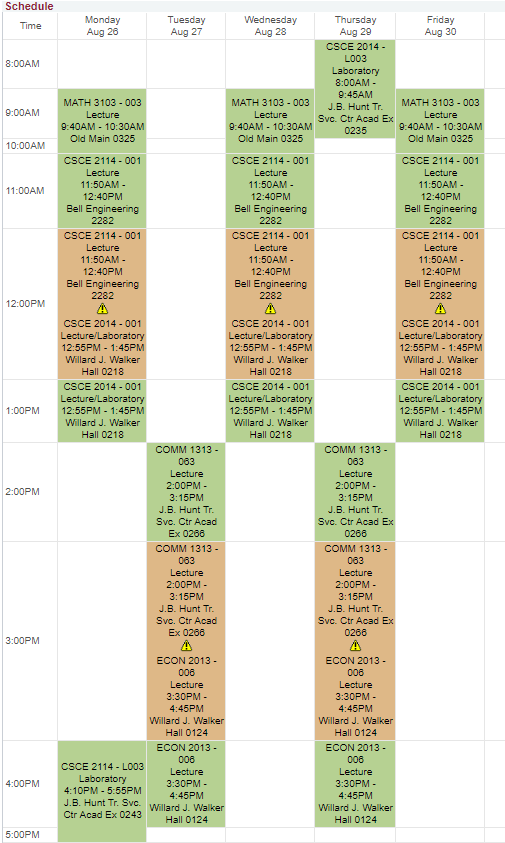 Schedule
Time
Monday
Aug 26
Tuesday
Aug 27
Wednesday
Aug 28
Thursday
Aug 29
Friday
Aug 30
8:00AM
CSCE 2014 -
L003
Laboratory
8:00AM -
9:45AM
J.B. Hunt Tr.
Svc. Ctr Acad Ex
0235
9:00AM
MATH 3103 - 003
Lecture
9:40AM - 10:30AM
Old Main 0325
MATH 3103 - 003
Lecture
9:40AM - 10:30AM
Old Main 0325
MATH 3103 - 003
Lecture
9:40AM - 10:30AM
Old Main 0325
10:00AM
11:00AM
CSCE 2114 - 001
Lecture
11:50AM -
12:40PM
Bell Engineering
2282
CSCE 2114 - 001
Lecture
11:50AM -
12:40PM
Bell Engineering
2282
CSCE 2114 - 001
Lecture
11:50AM -
12:40PM
Bell Engineering
2282
12:00PM
CSCE 2114 - 001
Lecture
11:50AM -
12:40PM
Bell Engineering
2282
CSCE 2014 - 001
Lecture/Laboratory
12:55PM - 1:45PM
Willard J. Walker
Hall 0218
CSCE 2114 - 001
Lecture
11:50AM -
12:40PM
Bell Engineering
2282
CSCE 2014 - 001
Lecture/Laboratory
12:55PM - 1:45PM
Willard J. Walker
Hall 0218
CSCE 2114 - 001
Lecture
11:50AM -
12:40PM
Bell Engineering
2282
CSCE 2014 - 001
Lecture/Laboratory
12:55PM - 1:45PM
Willard J. Walker
Hall 0218
1:00PM
CSCE 2014 - 001
Lecture/Laboratory
12:55PM - 1:45PM
Willard J. Walker
Hall 0218
CSCE 2014 - 001
Lecture/Laboratory
12:55PM - 1:45PM
Willard J. Walker
Hall 0218
CSCE 2014 - 001
Lecture/Laboratory
12:55PM - 1:45PM
Willard J. Walker
Hall 0218
2:00PM
COMM 1313 -
063
Lecture
2:00PM -
3:15PM
J.B. Hunt Tr.
Svc. Ctr Acad
Ex 0266
COMM 1313 -
063
Lecture
2:00PM -
3:15PM
J.B. Hunt Tr.
Svc. Ctr Acad Ex
0266
3:00PM
COMM 1313 -
063
Lecture
2:00PM -
3:15PM
J.B. Hunt Tr.
Svc. Ctr Acad
Ex 0266
ECON 2013 -
006
Lecture
3:30PM -
4:45PM
Willard J. Walker
Hall 0124
COMM 1313 -
063
Lecture
2:00PM -
3:15PM
J.B. Hunt Tr.
Svc. Ctr Acad Ex
0266
ECON 2013 -
006
Lecture
3:30PM -
4:45PM
Willard J. Walker
Hall 0124
4:00PM
CSCE 2114 - L003
Laboratory
4:10PM - 5:55PM
J.B. Hunt Tr. Svc.
Ctr Acad Ex 0243
ECON 2013 -
006
Lecture
3:30PM -
4:45PM
Willard J. Walker
Hall 0124
ECON 2013 -
006
Lecture
3:30PM -
4:45PM
Willard J. Walker
Hall 0124
5:00PM